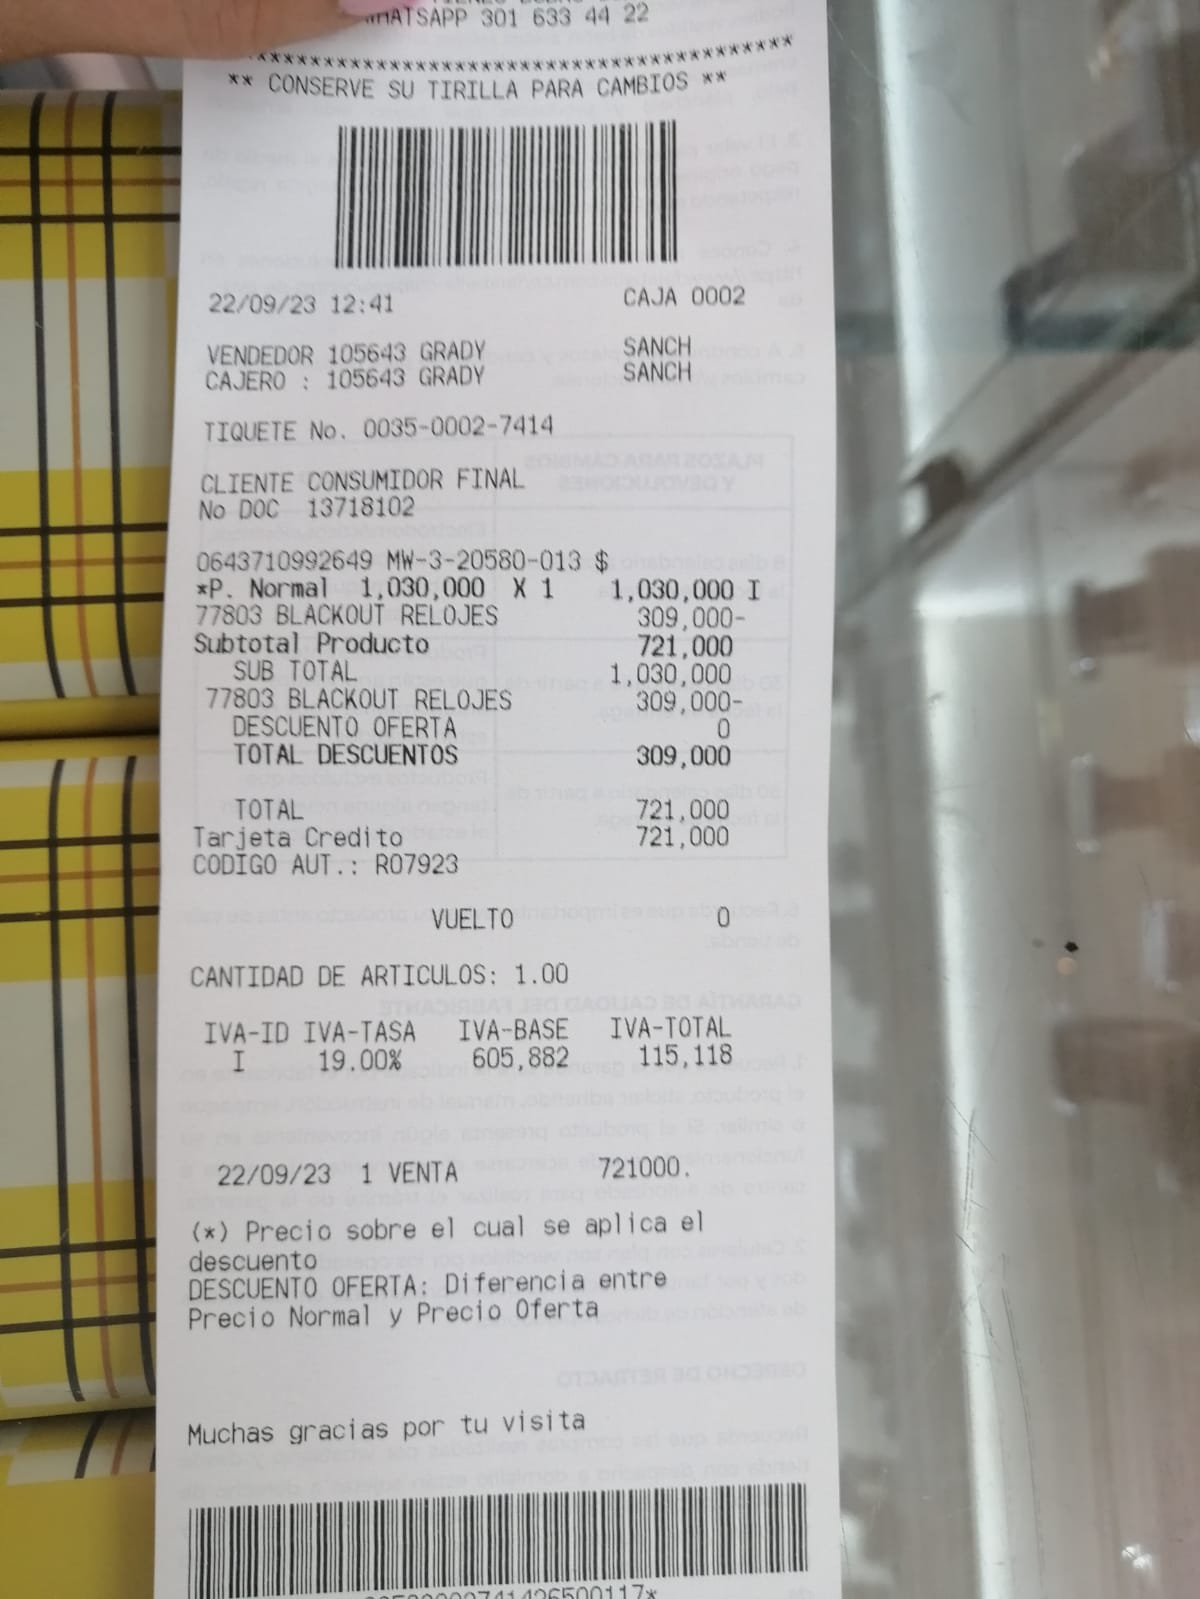 WHATSAPP 301 633 44 22
** CONSERVE SU TIRILLA PARA CAMBIOS **
22/09/23 12:41 CAJA 0002
VENDEDOR 105643 GRADY SANCH
CAJERO : 105643 GRADY SANCH
TIQUETE No. 0035-0002-7414
CLIENTE CONSUMIDOR FINAL
No DOC 13718102
0643710992649 MW-3-20580-013 $
*P. Normal 1,030,000 X 1 1,030,000 I
77803 BLACKOUT RELOJES 309,000-
Subtotal Producto 721,000
SUB TOTAL 1,030,000
77803 BLACKOUT RELOJES 309,000-
DESCUENTO OFERTA 0
TOTAL DESCUENTOS 309,000
TOTAL 721,000
Tarjeta Credito 721,000
CODIGO AUT.: R07923
VUELTO 0
CANTIDAD DE ARTICULOS: 1.00
IVA-ID IVA-TASA IVA-BASE IVA-TOTAL
I 19.00% 605,882 115,118
22/09/23 1 VENTA 721000.
(*) Precio sobre el cual se aplica el
descuento
DESCUENTO OFERTA: Diferencia entre
Precio Normal y Precio Oferta
Muchas gracias por tu visita